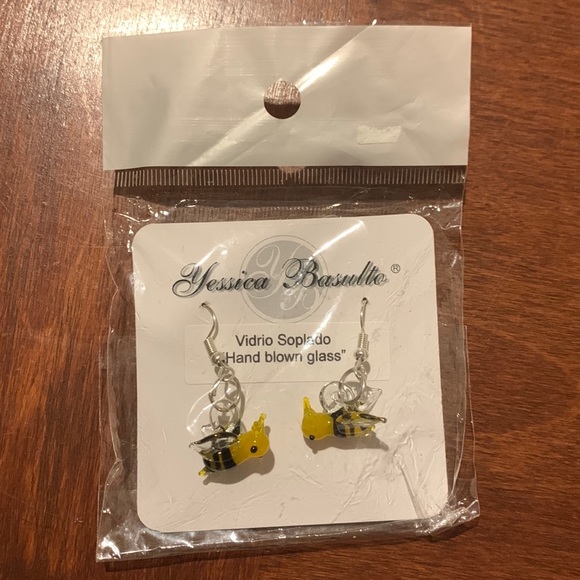 Yessica Basulto®
Vidrio Soplado
"Hand blown glass"